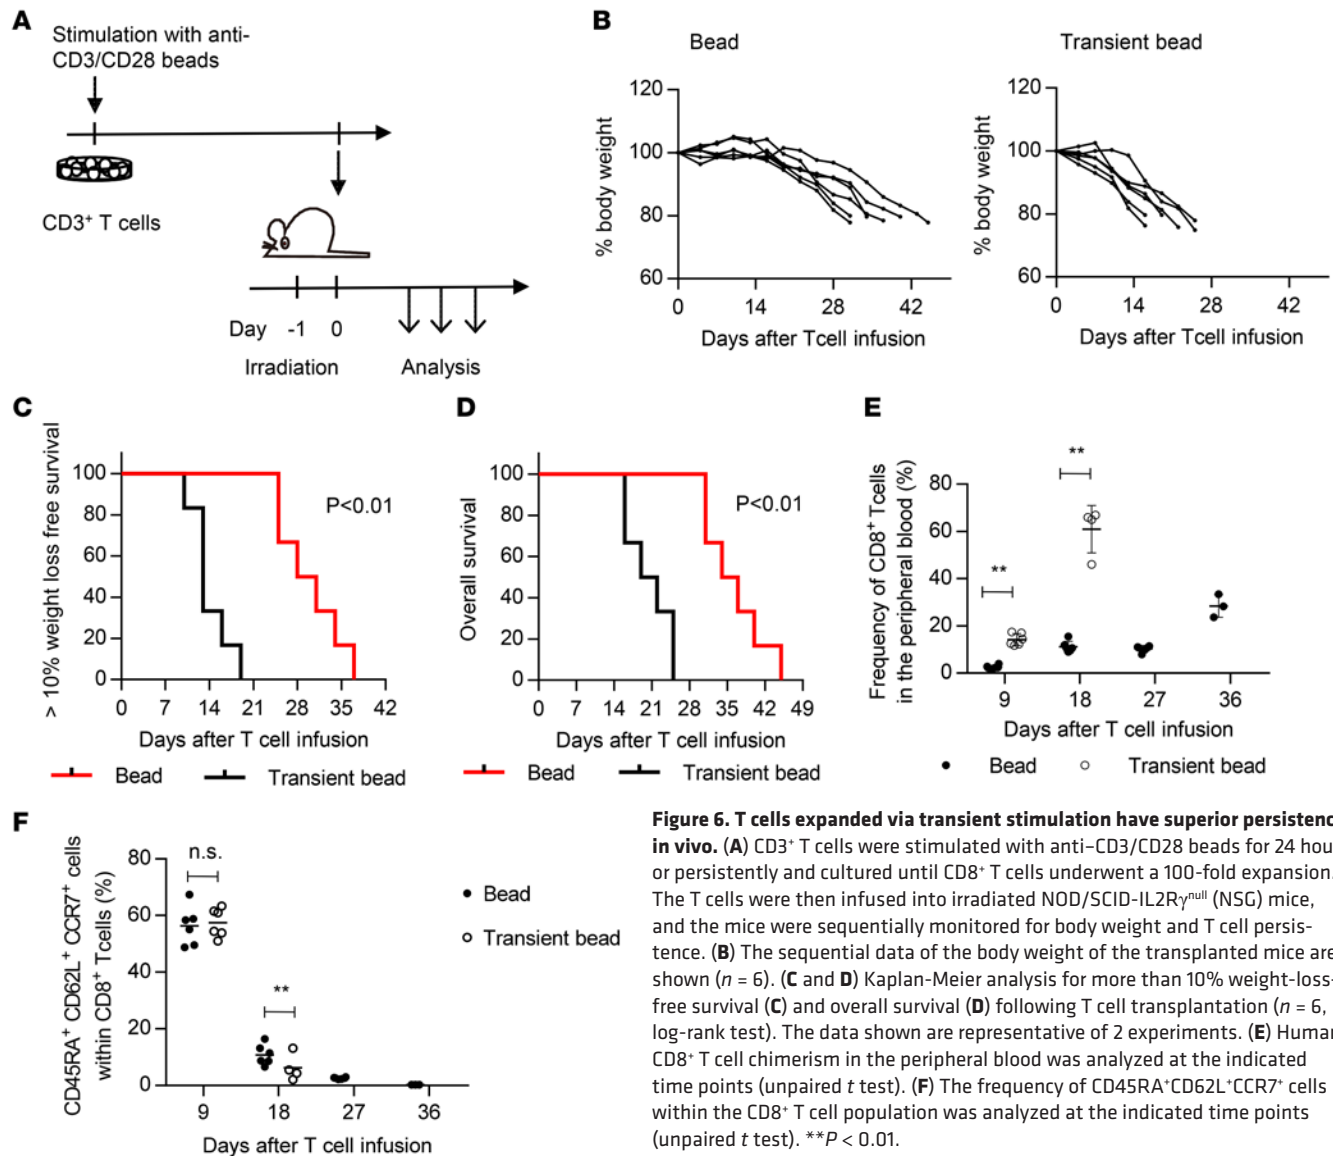 A
Stimulation with anti-
CD3/CD28 beads
CD3+ T cells
Day -1 0
Irradiation Analysis
B
Bead
% body weight
120
100
80
60
0 14 28 42
Days after Tcell infusion
Transient bead
% body weight
120
100
80
60
0 14 28 42
Days after Tcell infusion
C
> 10% weight loss free survival
100
80
60
40
20
0
P<0.01
0 7 14 21 28 35 42
Days after T cell infusion
Bead Transient bead
D
Overall survival
100
80
60
40
20
0
P<0.01
0 7 14 21 28 35 42 49
Days after T cell infusion
Bead Transient bead
E
Frequency of CD8+ Tcells
in the peripheral blood (%)
80
60
40
20
0
**
**
9 18 27 36
Days after T cell infusion
Bead Transient bead
F
CD45RA+ CD62L+ CCR7+ cells
within CD8+ Tcells (%)
80
60
40
20
0
n.s.
**
9 18 27 36
Days after T cell infusion
Bead
Transient bead
Figure 6. T cells expanded via transient stimulation have superior persistenc
in vivo. (A) CD3+ T cells were stimulated with anti–CD3/CD28 beads for 24 hou
or persistently and cultured until CD8+ T cells underwent a 100-fold expansion.
The T cells were then infused into irradiated NOD/SCID-IL2Rγnull (NSG) mice,
and the mice were sequentially monitored for body weight and T cell persis-
tence. (B) The sequential data of the body weight of the transplanted mice are
shown (n = 6). (C and D) Kaplan-Meier analysis for more than 10% weight-loss-
free survival (C) and overall survival (D) following T cell transplantation (n = 6,
log-rank test). The data shown are representative of 2 experiments. (E) Human
CD8+ T cell chimerism in the peripheral blood was analyzed at the indicated
time points (unpaired t test). (F) The frequency of CD45RA+CD62L+CCR7+ cells
within the CD8+ T cell population was analyzed at the indicated time points
(unpaired t test). **P < 0.01.